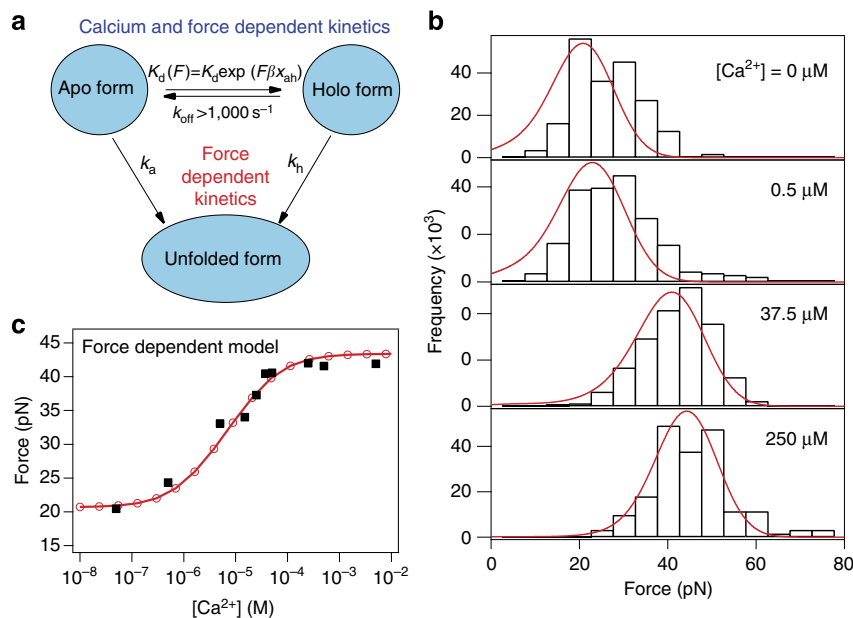 a
Calcium and force dependent kinetics
Apo form
K_d(F)=K_d exp (Fβx_ah)
k_off>1,000 s⁻¹
Holo form
k_a
Force
dependent
kinetics
k_h
Unfolded form
b
[Ca²⁺] = 0 μM
40
20
0
0.5 μM
40
0
0
37.5 μM
0
0
0
250 μM
40
20
0
Frequency (×10³)
0
20
40
60
80
Force (pN)
c
Force dependent model
45
40
35
30
25
20
15
Force (pN)
10⁻⁸
10⁻⁷
10⁻⁶
10⁻⁵
10⁻⁴
10⁻³
10⁻²
[Ca²⁺] (M)